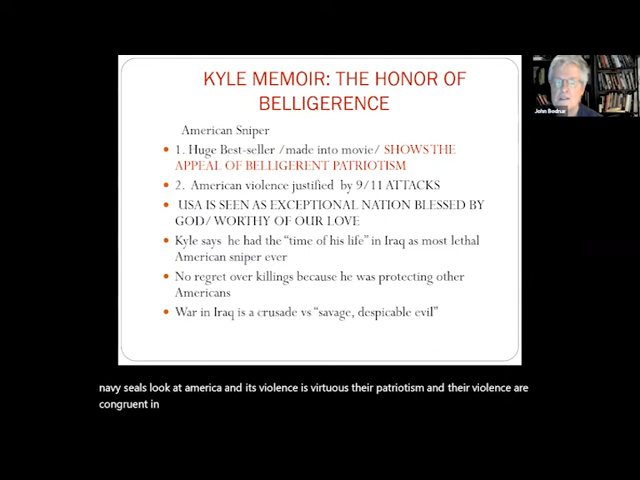 KYLE MEMOIR: THE HONOR OF
BELLIGERENCE
American Sniper
1. Huge Best-seller /made into movie/ SHOWS THE
APPEAL OF BELLIGERENT PATRIOTISM
2. American violence justified by 9/11 ATTACKS
USA IS SEEN AS EXCEPTIONAL NATION BLESSED BY
GOD/ WORTHY OF OUR LOVE
Kyle says he had the “time of his life” in Iraq as most lethal
American sniper ever
No regret over killings because he was protecting other
Americans
War in Iraq is a crusade vs “savage, despicable evil”
John Bodnar
navy seals look at america and its violence is virtuous their patriotism and their violence are
congruent in